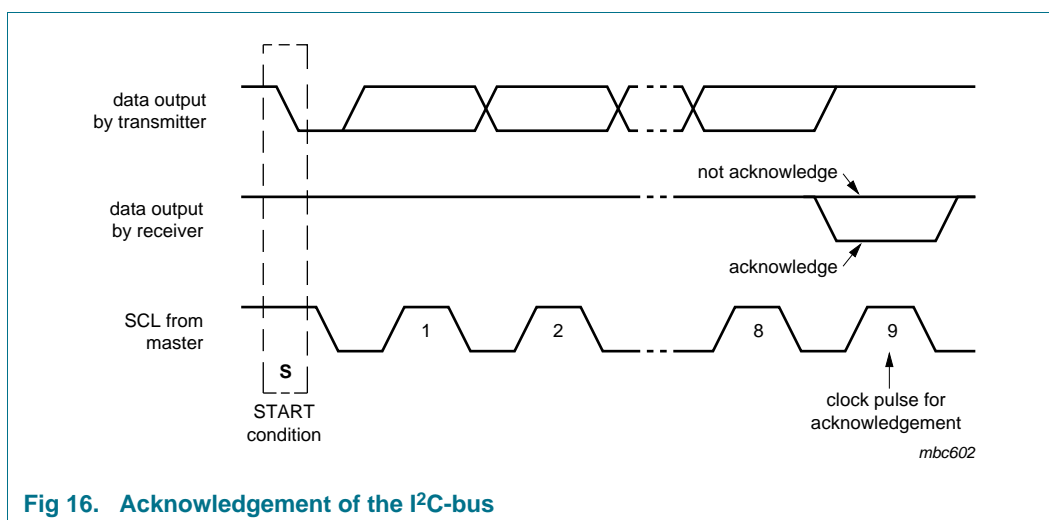 data output
by transmitter
not acknowledge
data output
by receiver
acknowledge
SCL from
master
1
2
8
9
S
START
condition
clock pulse for
acknowledgement
mbc602
Fig 16. Acknowledgement of the I²C-bus